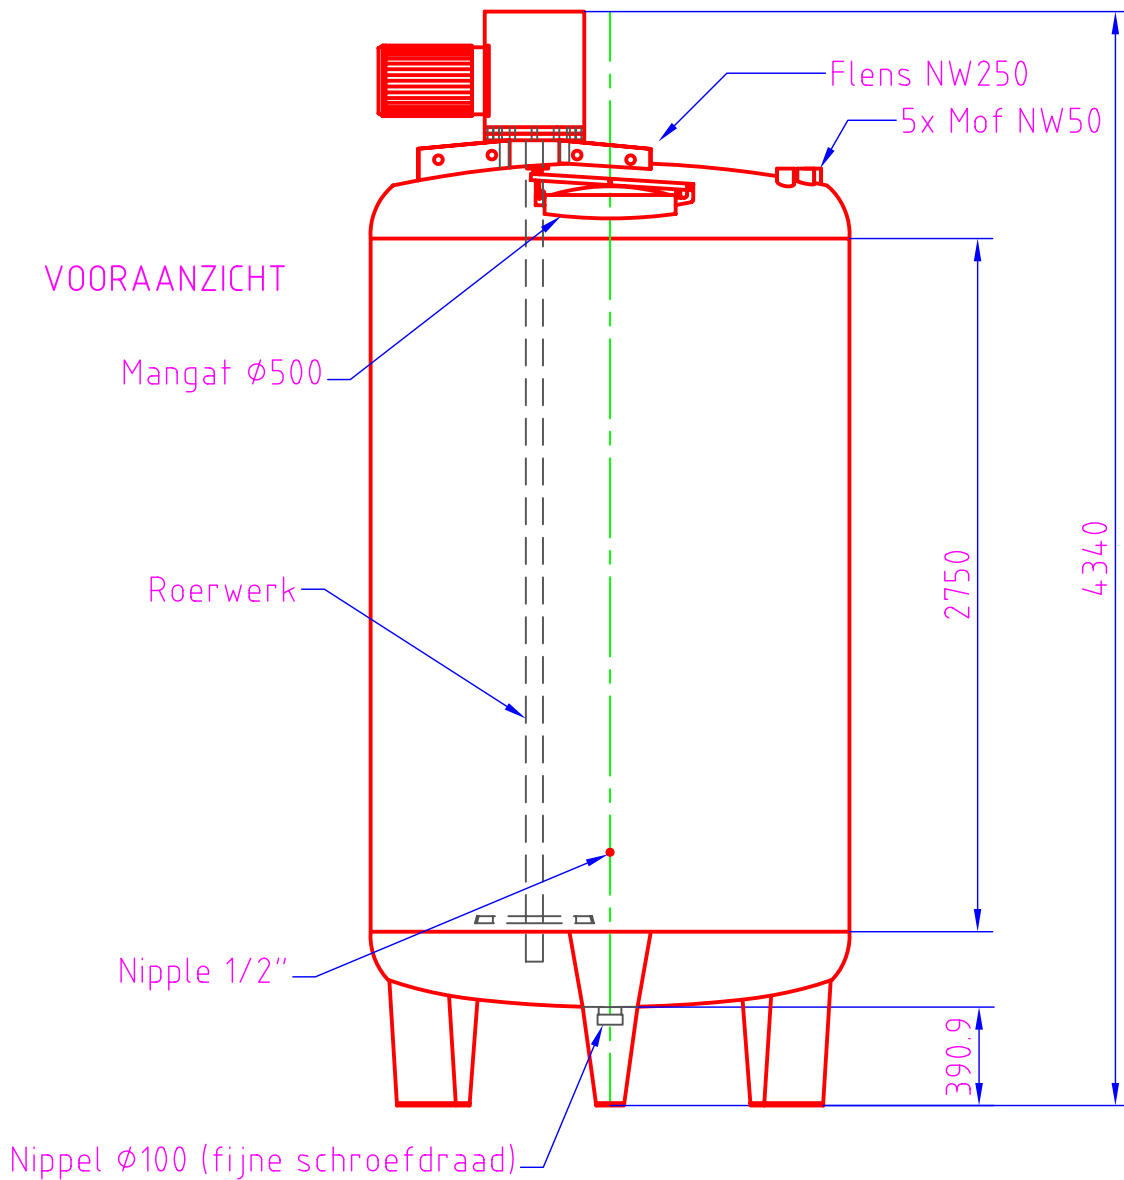 Flens NW250
5x Mof NW50
VOORAANZICHT
Mangat Ø500
4340
2750
Roerwerk
Nipple 1/2"
390.9
Nippel Ø100 (fijne schroefdraad)